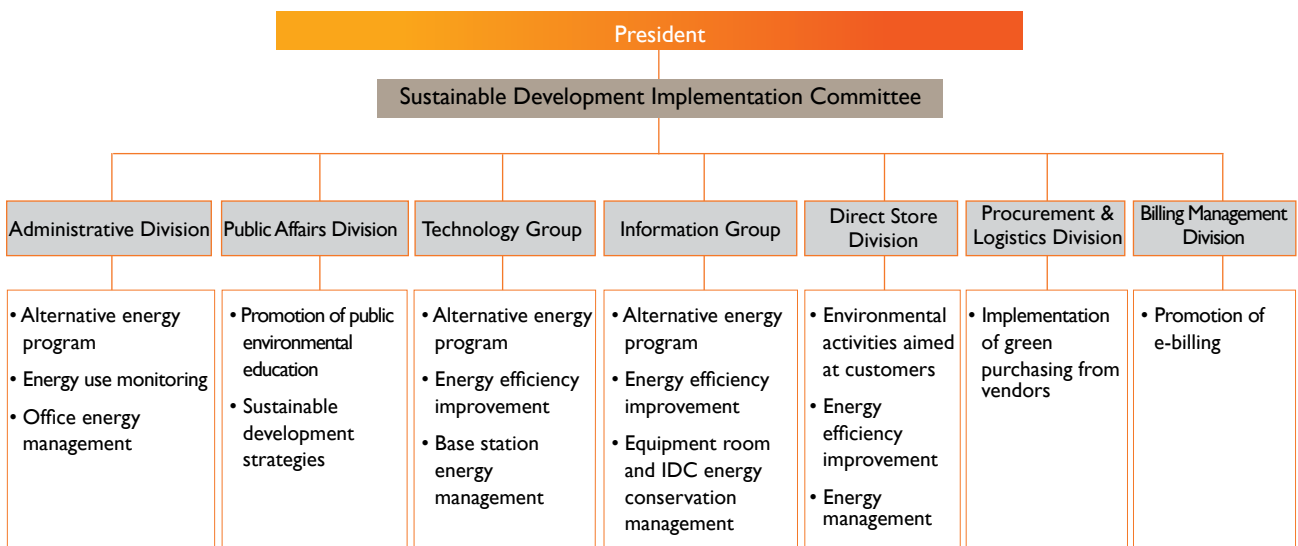 President
Sustainable Development Implementation Committee
Administrative Division
Public Affairs Division
Technology Group
Information Group
Direct Store
Division
Procurement &
Logistics Division
Billing Management
Division
• Alternative energy
program
• Energy use monitoring
• Office energy
management
• Promotion of public
environmental
education
• Sustainable
development
strategies
• Alternative energy
program
• Energy efficiency
improvement
• Base station
energy
management
• Alternative energy
program
• Energy efficiency
improvement
• Equipment room
and IDC energy
conservation
management
• Environmental
activities aimed
at customers
• Energy
efficiency
improvement
• Energy
management
• Implementation
of green
purchasing from
vendors
• Promotion of
e-billing